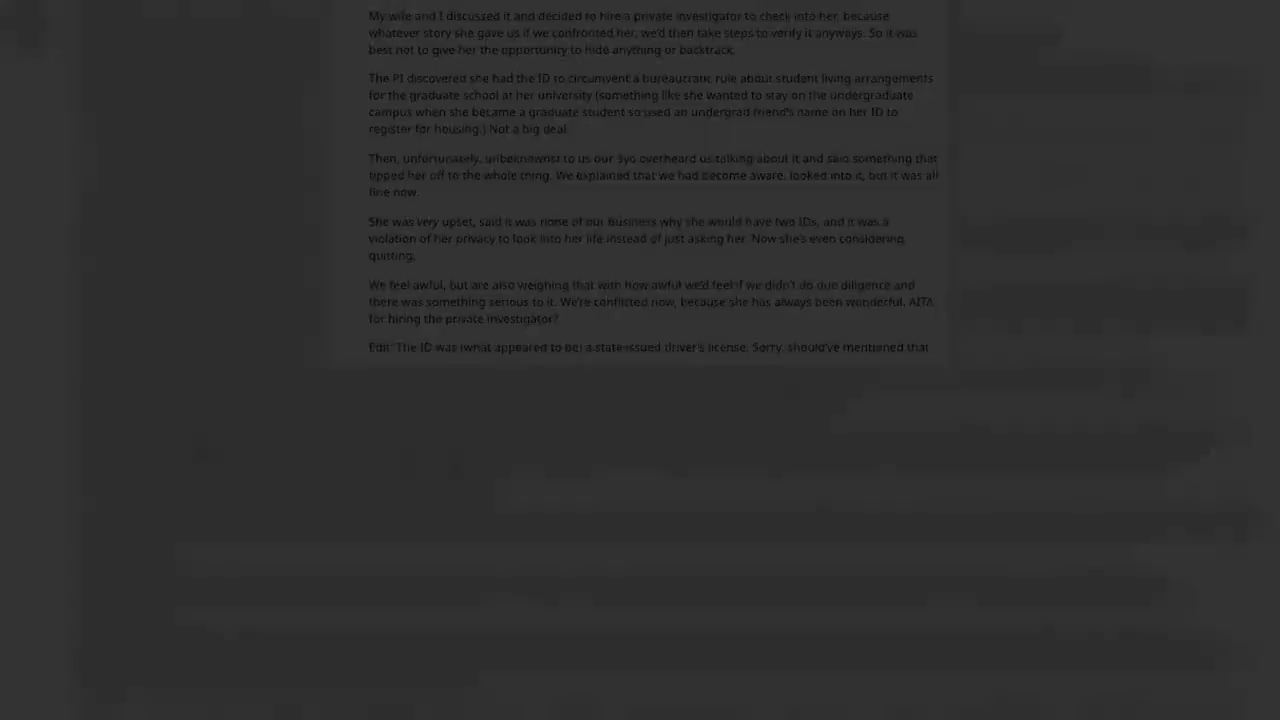 My wife and I discussed it and decided to hire a private investigator to check into her, because
whatever story she gave us if we confronted her, we'd then take steps to verify it anyways. So it was
best not to give her the opportunity to hide anything or backtrack.
The PI discovered she had the ID to circumvent a bureaucratic rule about student living arrangements
for the graduate school at her university (something like she wanted to stay on the undergraduate
campus when she became a graduate student so used an undergrad friend's name on her ID to
register for housing.) Not a big deal.
Then, unfortunately, unbeknownst to us our 3yo overheard us talking about it and said something that
tipped her off to the whole thing. We explained that we had become aware, looked into it, but it was all
fine now.
She was very upset, said it was none of our business why she would have two IDs, and it was a
violation of her privacy to look into her life instead of just asking her. Now she's even considering
quitting.
We feel awful, but are also weighing that with how awful we'd feel if we didn't do due diligence and
there was something serious to it. We're conflicted now, because she has always been wonderful. AITA
for hiring the private investigator?
Edit: The ID was (what appeared to be) a state-issued driver's license. Sorry, should've mentioned that